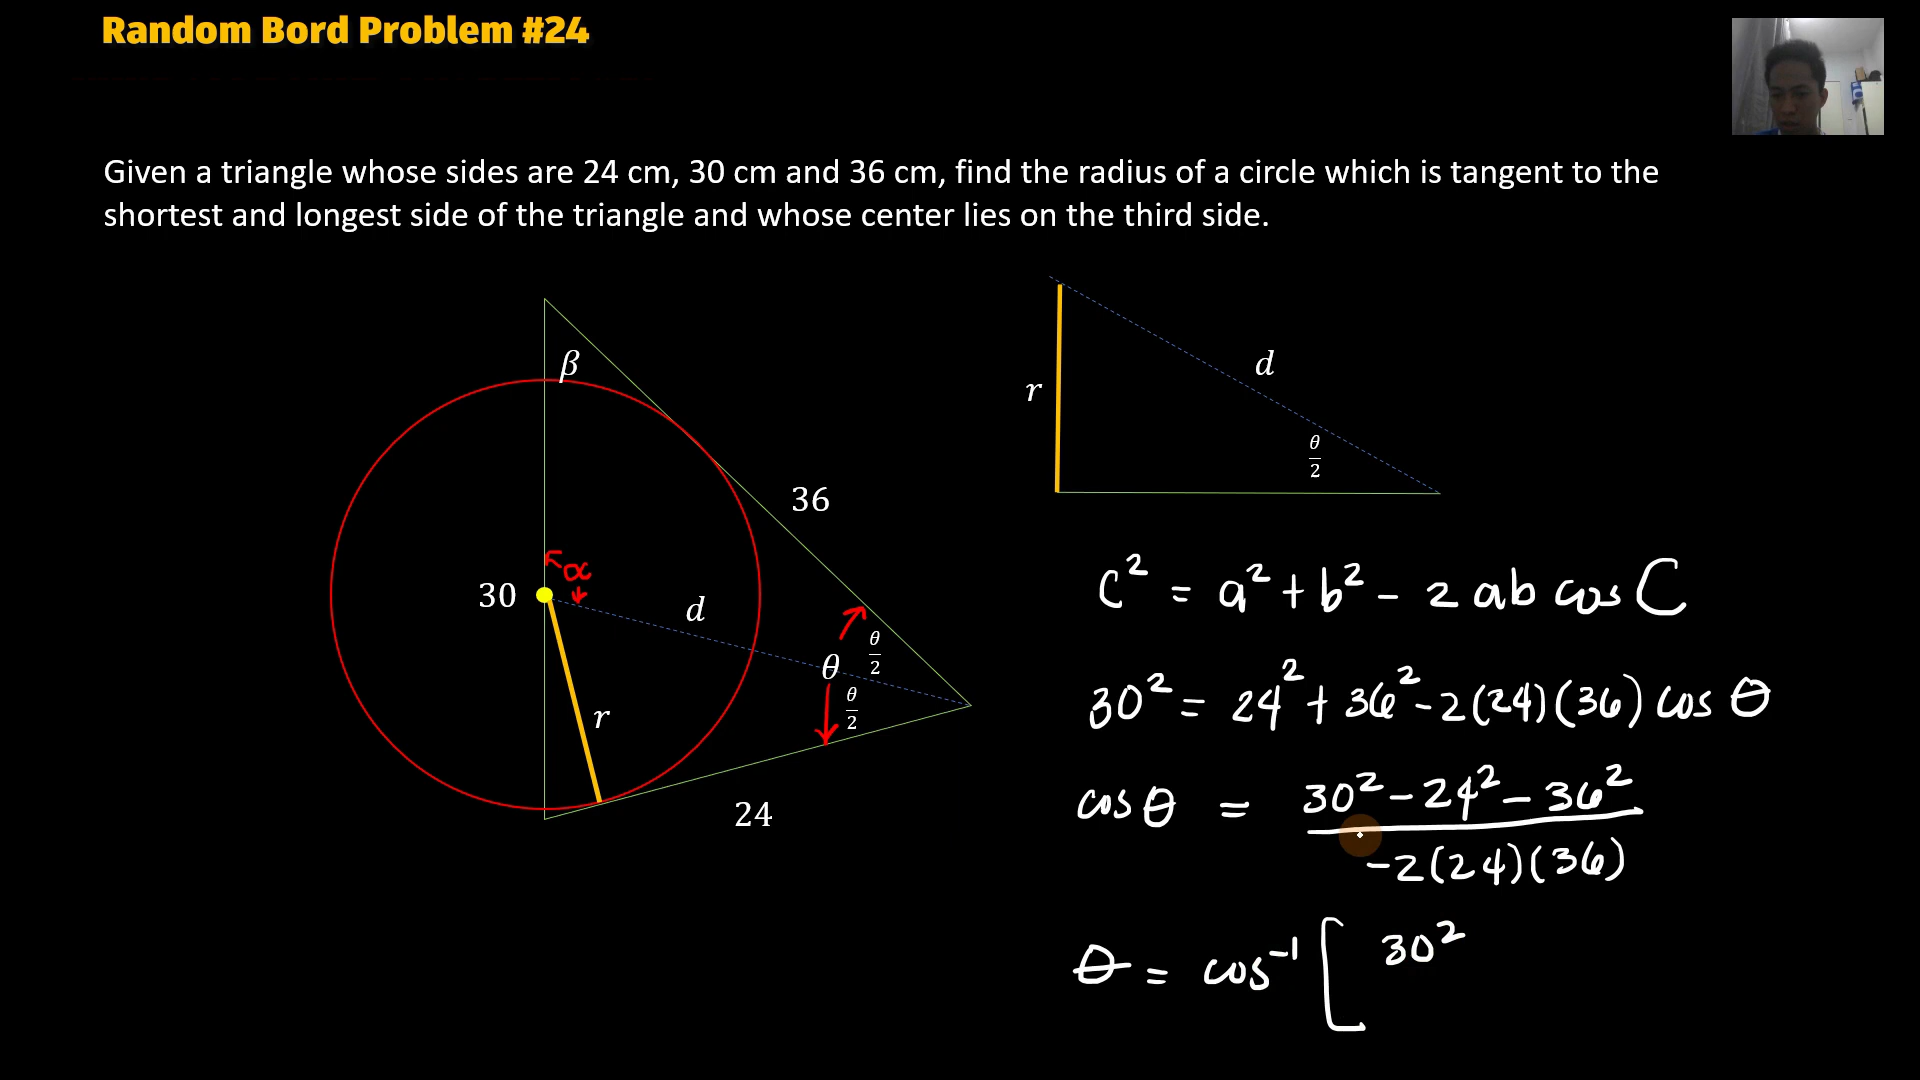 Random Bord Problem #24
Given a triangle whose sides are 24 cm, 30 cm and 36 cm, find the radius of a circle which is tangent to the
shortest and longest side of the triangle and whose center lies on the third side.
β
36
α
30
d
θ
θ/2
θ/2
r
24
r
d
θ/2
c² = a² + b² - 2 ab cos C
30² = 24² + 36² - 2(24)(36) cos θ
cos θ = (30² - 24² - 36²) / (-2(24)(36))
θ = cos⁻¹ [ 30²